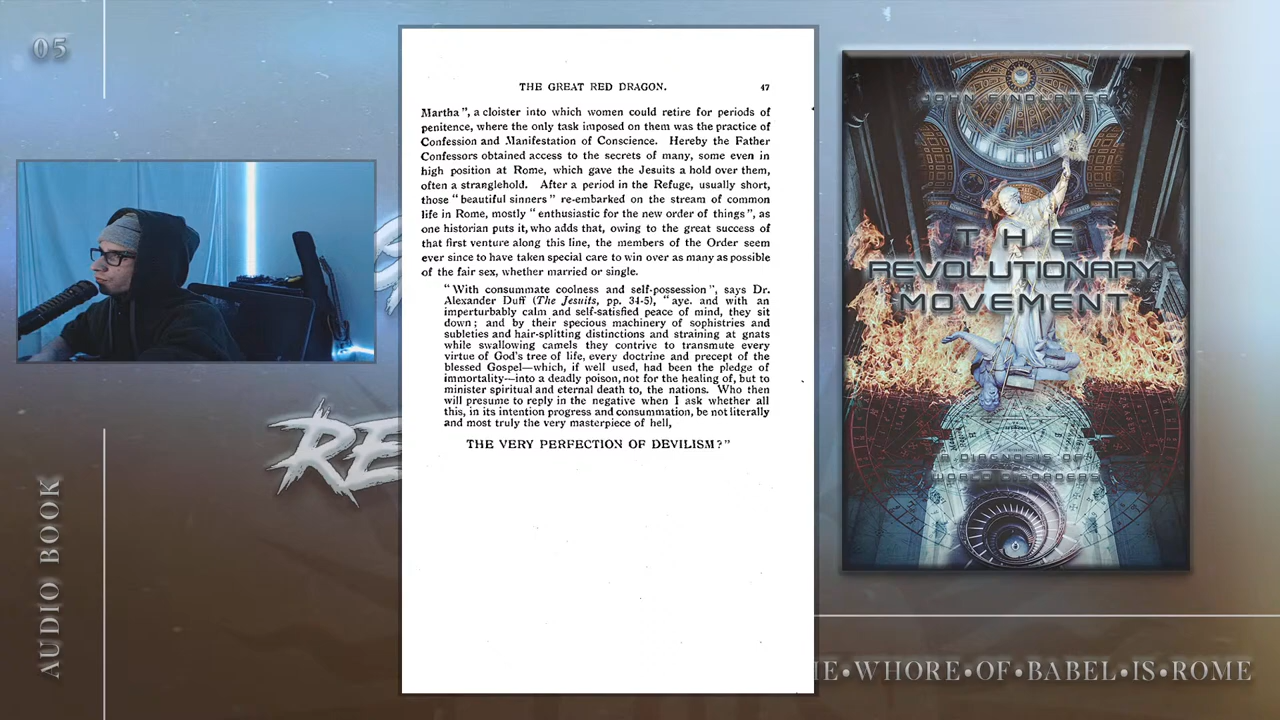 05
AUDIO BOOK
THE GREAT RED DRAGON. 47
Martha", a cloister into which women could retire for periods of
penitence, where the only task imposed on them was the practice of
Confession and Manifestation of Conscience. Hereby the Father
Confessors obtained access to the secrets of many, some even in
high position at Rome, which gave the Jesuits a hold over them,
often a stranglehold. After a period in the Refuge, usually short,
those "beautiful sinners" re-embarked on the stream of common
life in Rome, mostly "enthusiastic for the new order of things", as
one historian puts it, who adds that, owing to the great success of
that first venture along this line, the members of the Order seem
ever since to have taken special care to win over as many as possible
of the fair sex, whether married or single.
"With consummate coolness and self-possession", says Dr.
Alexander Duff (The Jesuits, pp. 34-5), "aye. and with an
imperturbably calm and self-satisfied peace of mind, they sit
down; and by their specious machinery of sophistries and
subleties and hair-splitting distinctions and straining at gnats
while swallowing camels they contrive to transmute every
virtue of God's tree of life, every doctrine and precept of the
blessed Gospel—which, if well used, had been the pledge of
immortality—into a deadly poison, not for the healing of, but to
minister spiritual and eternal death to, the nations. Who then
will presume to reply in the negative when I ask whether all
this, in its intention progress and consummation, be not literally
and most truly the very masterpiece of hell,
THE VERY PERFECTION OF DEVILISM?"
RE
JOHN FINDLATER
THE
REVOLUTIONARY
MOVEMENT
A DIAGNOSIS OF
WORLD DISORDERS
HE•WHORE•OF•BABEL•IS•ROME